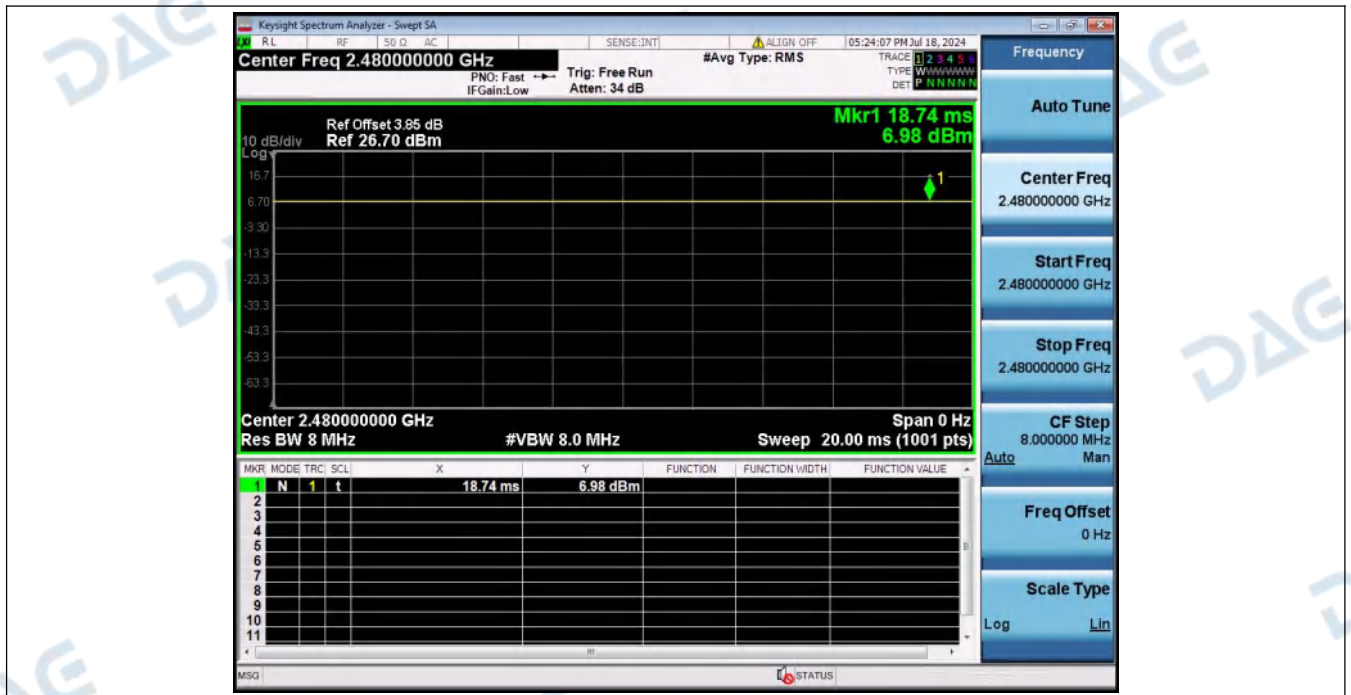 DAG
Keysight Spectrum Analyzer - Swept SA
LXI RL RF 50 Ω AC SENSE:INT ALIGN OFF 05:24:07 PM Jul 18, 2024
Center Freq 2.480000000 GHz
#Avg Type: RMS
TRACE 1 2 3 4 5 6
PNO: Fast Trig: Free Run
TYPE WWWWWW
IFGain:Low Atten: 34 dB
DET P N N N N N
Mkr1 18.74 ms
Ref Offset 3.85 dB
10 dB/div Ref 26.70 dBm 6.98 dBm
Log
16.7
1
6.70
-3.30
-13.3
-23.3
-33.3
-43.3
-53.3
-63.3
Center 2.480000000 GHz Span 0 Hz
Res BW 8 MHz #VBW 8.0 MHz Sweep 20.00 ms (1001 pts)
MKR MODE TRC SCL X Y FUNCTION FUNCTION WIDTH FUNCTION VALUE
1 N 1 t 18.74 ms 6.98 dBm
2
3
4
5
6
7
8
9
10
11
MSG STATUS
Frequency
Auto Tune
Center Freq
2.480000000 GHz
Start Freq
2.480000000 GHz
Stop Freq
2.480000000 GHz
CF Step
8.000000 MHz
Auto Man
Freq Offset
0 Hz
Scale Type
Log Lin
DAG